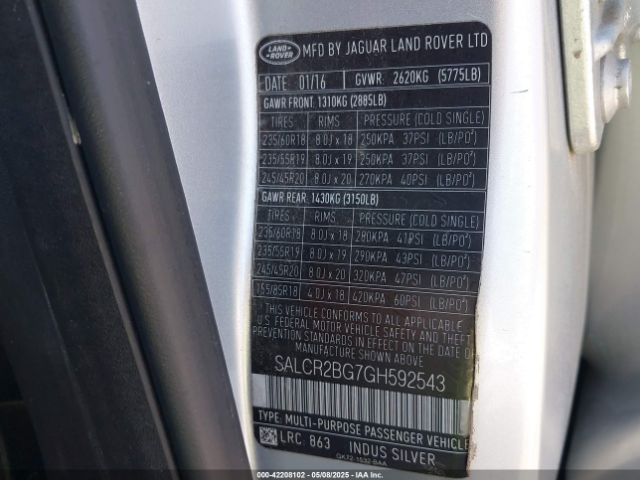 LAND ROVER MFD BY JAGUAR LAND ROVER LTD
DATE 01/16 GVWR: 2620KG (5775LB)
GAWR FRONT 1310KG (2885LB)
TIRES RIMS PRESSURE (COLD SINGLE)
235/60R18 8.0J x 18 250KPA 37PSI (LB/PO²)
235/55R19 8.0J x 19 250KPA 37PSI (LB/PO²)
245/45R20 8.0J x 20 270KPA 40PSI (LB/PO²)
GAWR REAR 1430KG (3150LB)
TIRES RIMS PRESSURE (COLD SINGLE)
235/60R18 8.0J x 18 280KPA 41PSI (LB/PO²)
235/55R19 8.0J x 19 290KPA 43PSI (LB/PO²)
245/45R20 8.0J x 20 320KPA 47PSI (LB/PO²)
155/85R18 4.0J x 18 420KPA 60PSI (LB/PO²)
THIS VEHICLE CONFORMS TO ALL APPLICABLE
U.S. FEDERAL MOTOR VEHICLE SAFETY AND THEFT
PREVENTION STANDARDS IN EFFECT ON THE DATE
OF MANUFACTURE SHOWN ABOVE
SALCR2BG7GH592543
TYPE: MULTI-PURPOSE PASSENGER VEHICLE
LRC 863 INDUS SILVER
GK72-1532-BAA
000-42208102 05/08/2025 - © IAA Holdings, LLC